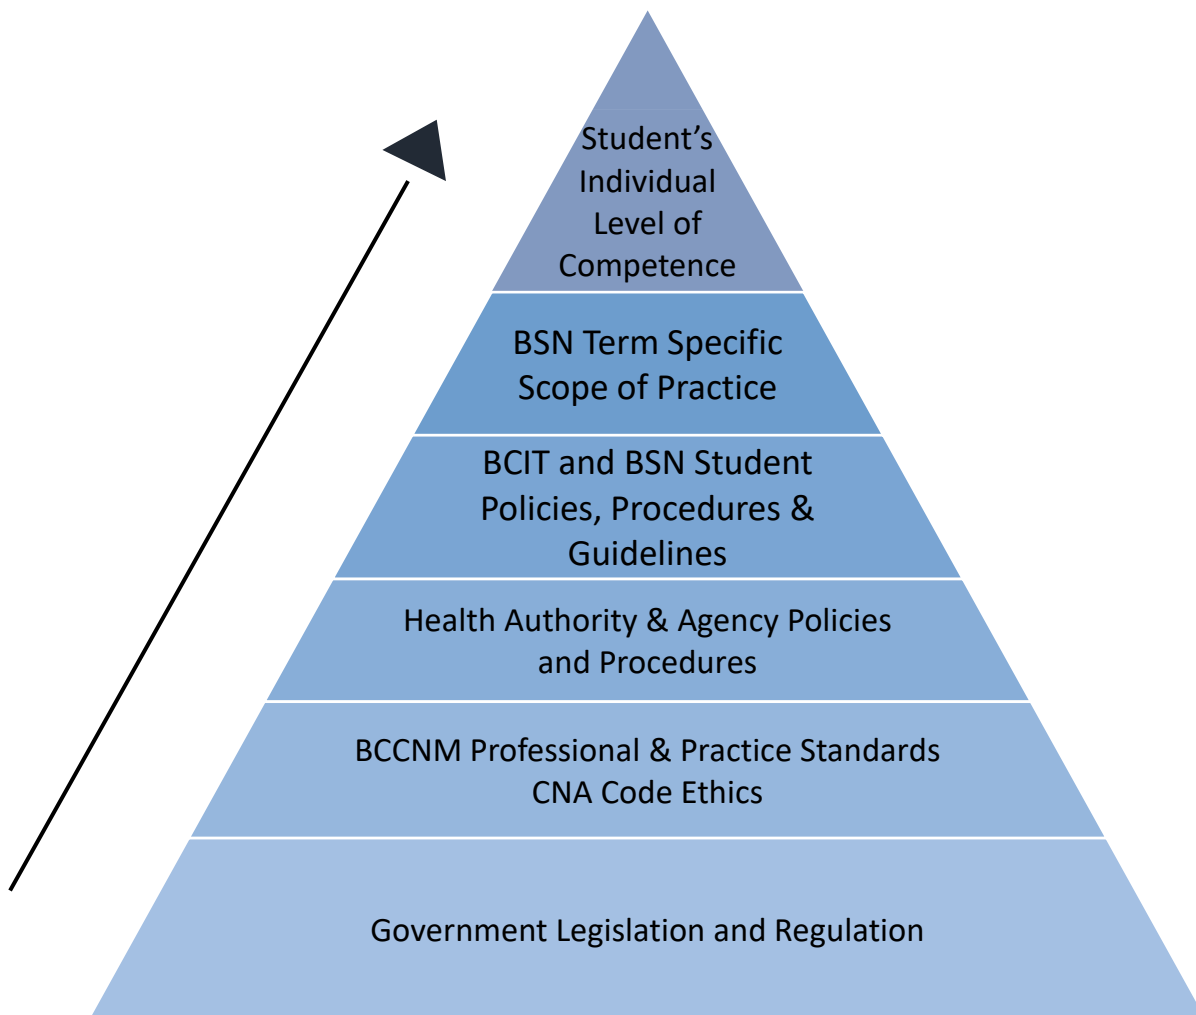 Student’s
Individual
Level of
Competence
BSN Term Specific
Scope of Practice
BCIT and BSN Student
Policies, Procedures &
Guidelines
Health Authority & Agency Policies
and Procedures
BCCNM Professional & Practice Standards
CNA Code Ethics
Government Legislation and Regulation